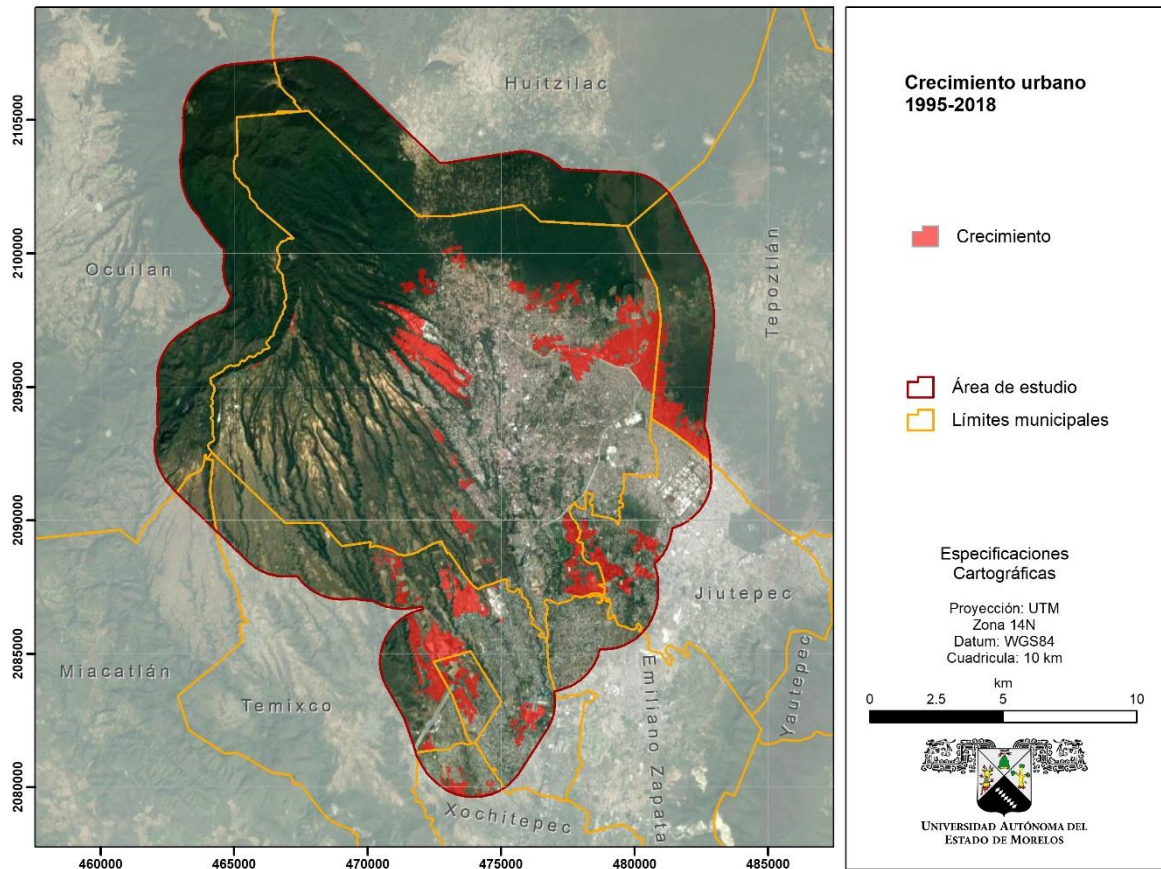 Huitzilac
Ocuilan
Tepoztlán
Jiutepec
Miacatlán
Temixco
Emiliano Zapata
Yautepec
Xochitepec
2105000
2100000
2095000
2090000
2085000
2080000
460000
465000
470000
475000
480000
485000
Crecimiento urbano
1995-2018
Crecimiento
Área de estudio
Límites municipales
Especificaciones
Cartográficas
Proyección: UTM
Zona 14N
Datum: WGS84
Cuadricula: 10 km
km
0 2.5 5 10
UNIVERSIDAD AUTÓNOMA DEL
ESTADO DE MORELOS